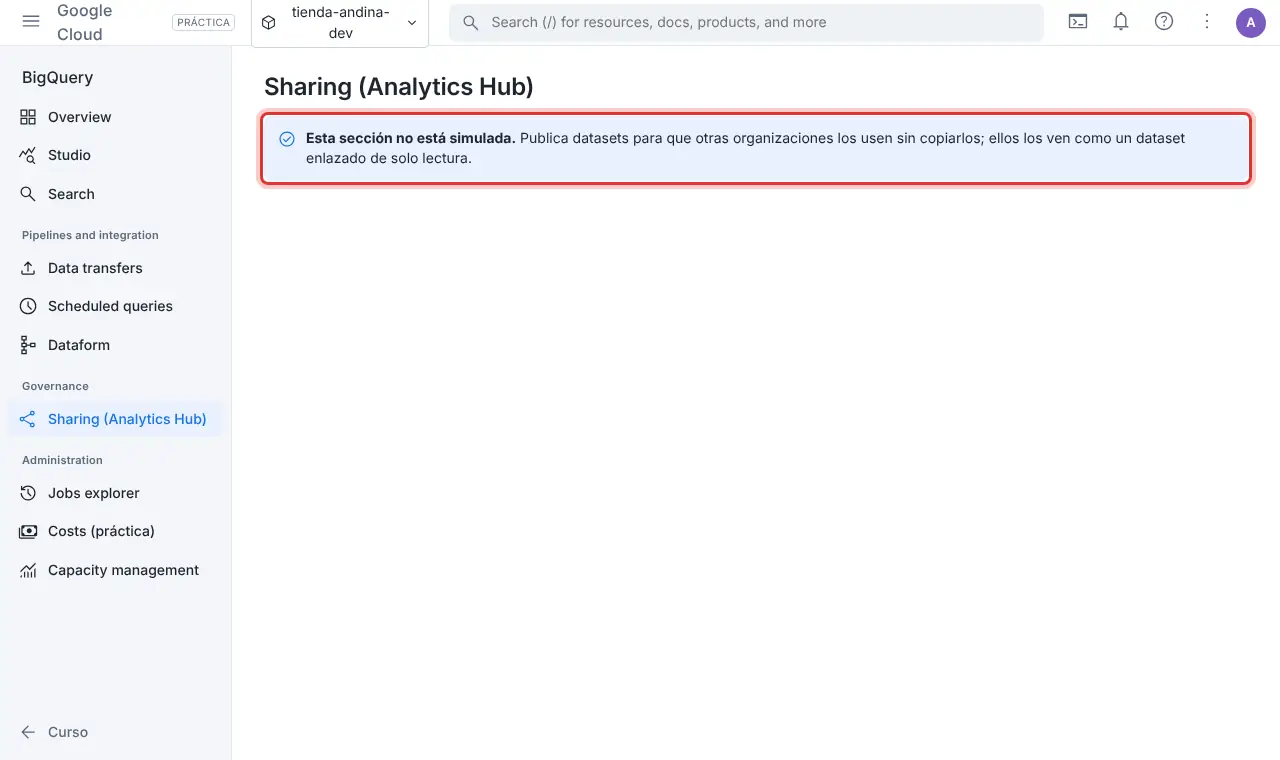 Google
Cloud
PRÁCTICA
tienda-andina-
dev
Search (/) for resources, docs, products, and more
A
BigQuery
Overview
Studio
Search
Pipelines and integration
Data transfers
Scheduled queries
Dataform
Governance
Sharing (Analytics Hub)
Administration
Jobs explorer
Costs (práctica)
Capacity management
Curso
Sharing (Analytics Hub)
Esta sección no está simulada. Publica datasets para que otras organizaciones los usen sin copiarlos; ellos los ven como un dataset
enlazado de solo lectura.